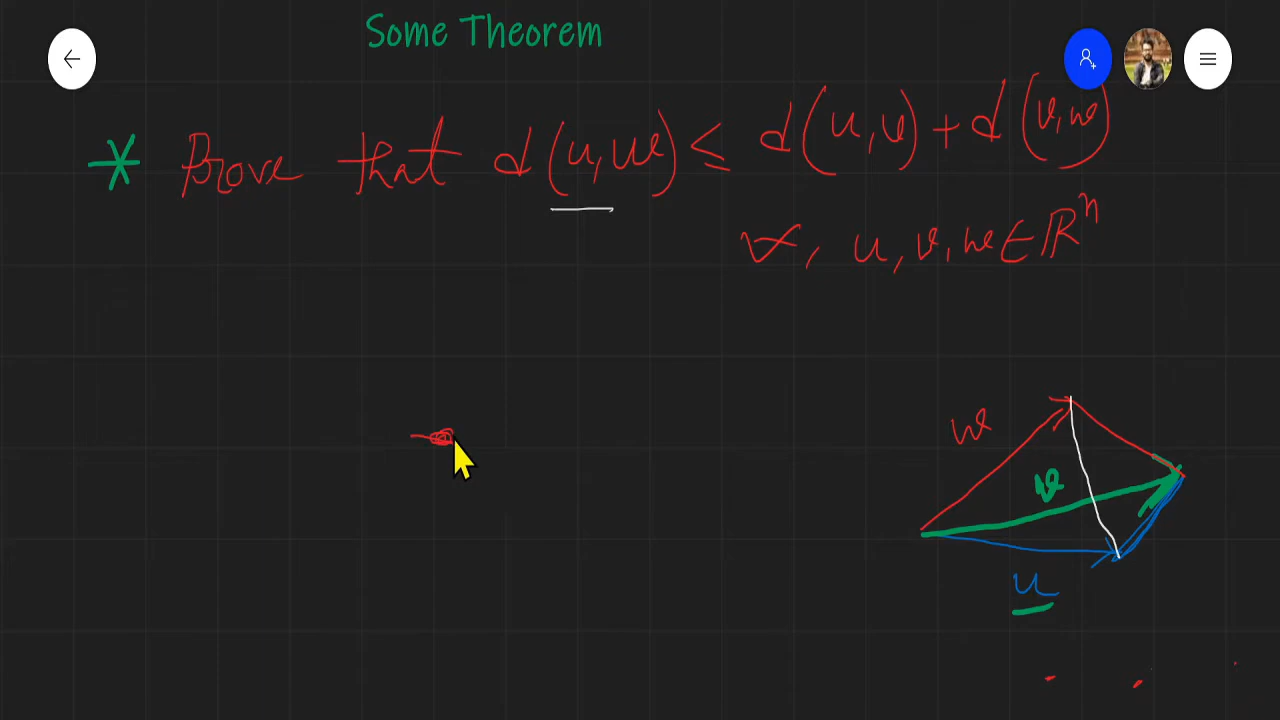 Some Theorem
* Prove that d(u,w) ≤ d(u,v) + d(v,w)
∀, u, v, w ∈ ℝⁿ
w
v
u